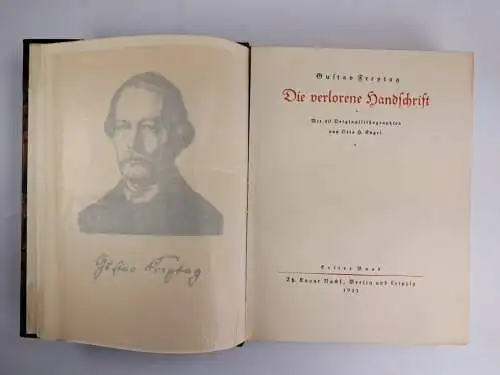 Gustav Freytag
Gustav Freytag
Die verlorene Handschrift
Mit 40 Originallithographien
von Otto H. Engel
Erster Band
Th. Knaur Nachf., Berlin und Leipzig